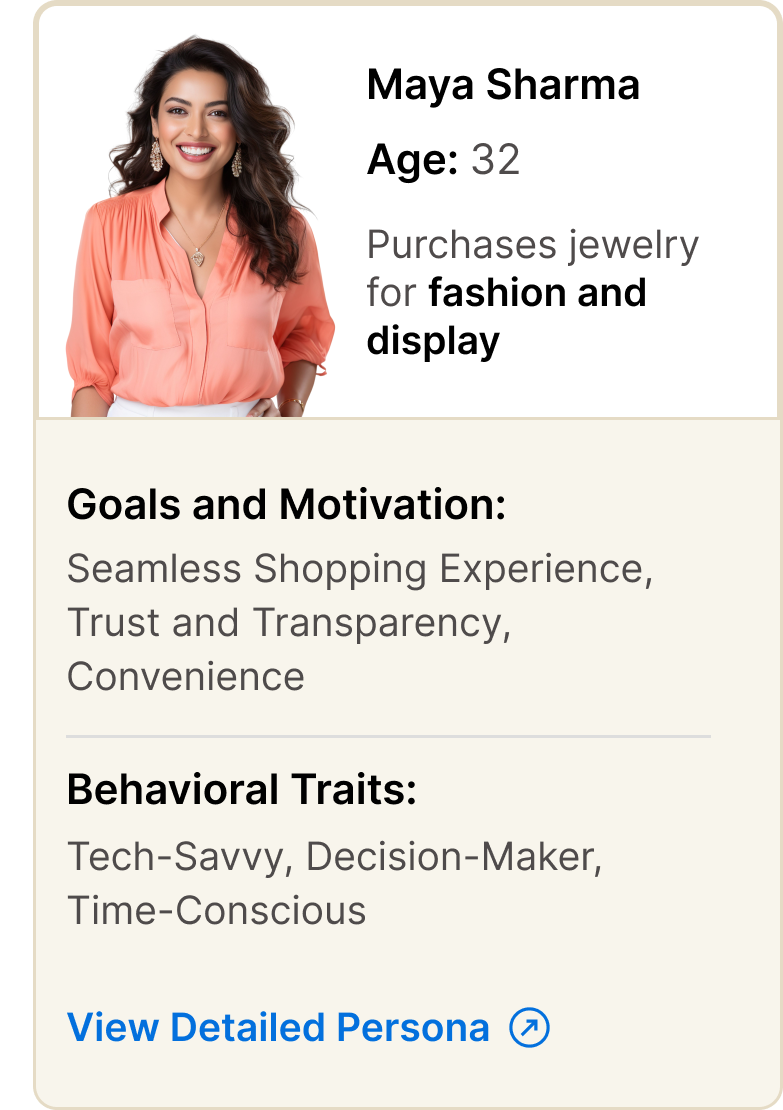 Maya Sharma
Age: 32
Purchases jewelry
for fashion and
display
Goals and Motivation:
Seamless Shopping Experience,
Trust and Transparency,
Convenience
Behavioral Traits:
Tech-Savvy, Decision-Maker,
Time-Conscious
View Detailed Persona